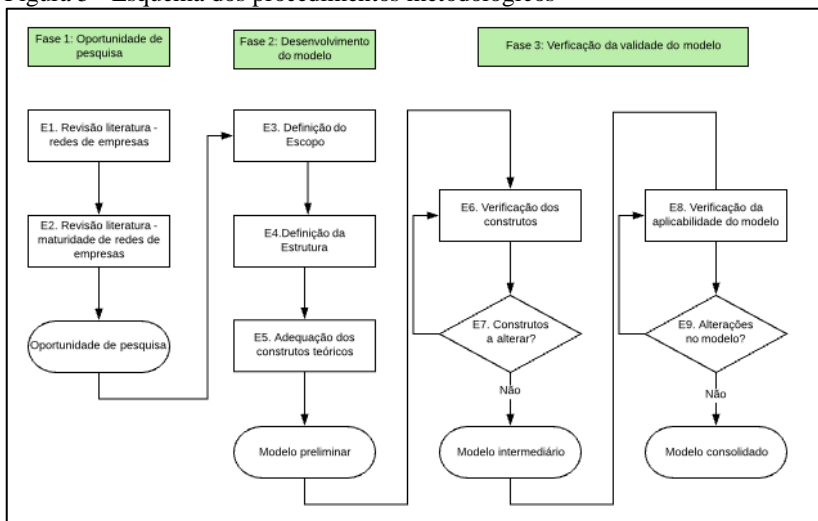 Figura 5 - Esquema dos procedimentos metodológicos
Fase 1: Oportunidade de
pesquisa
Fase 2: Desenvolvimento
do modelo
Fase 3: Verficação da validade do modelo
E1. Revisão literatura -
redes de empresas
E2. Revisão literatura -
maturidade de redes de
empresas
Oportunidade de pesquisa
E3. Definição do
Escopo
E4.Definição da
Estrutura
E5. Adequação dos
construtos teóricos
Modelo preliminar
E6. Verificação dos
construtos
E7. Construtos
a alterar?
Não
Modelo intermediário
E8. Verificação da
aplicabilidade do modelo
E9. Alterações
no modelo?
Não
Modelo consolidado